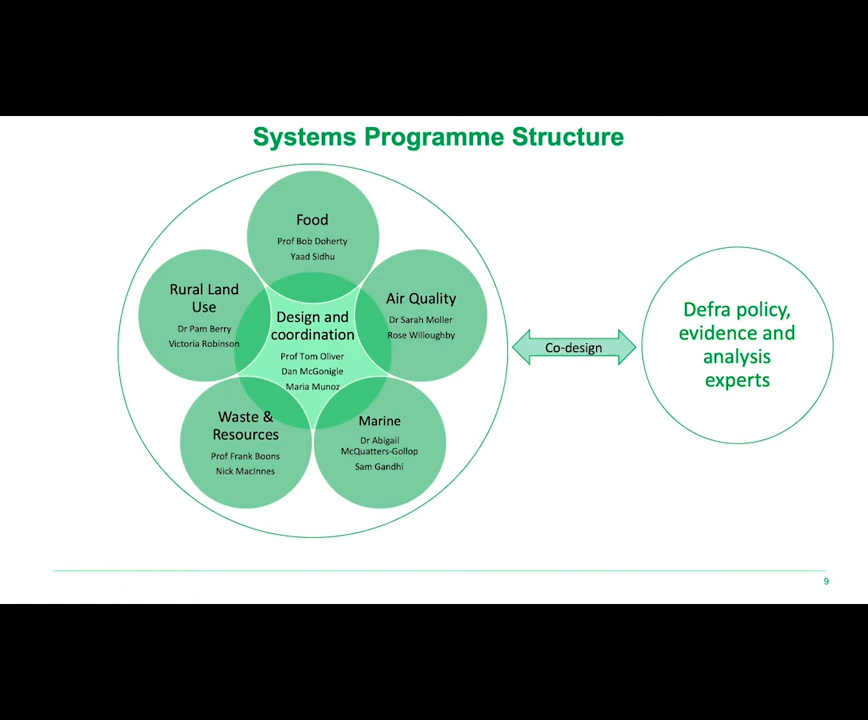 Systems Programme Structure
Food
Prof Bob Doherty
Yaad Sidhu
Rural Land
Use
Dr Pam Berry
Victoria Robinson
Air Quality
Dr Sarah Moller
Rose Willoughby
Design and
coordination
Prof Tom Oliver
Dan McGonigle
Maria Munoz
Waste &
Resources
Prof Frank Boons
Nick MacInnes
Marine
Dr Abigail
McQuatters-Gollop
Sam Gandhi
Co-design
Defra policy,
evidence and
analysis
experts
9